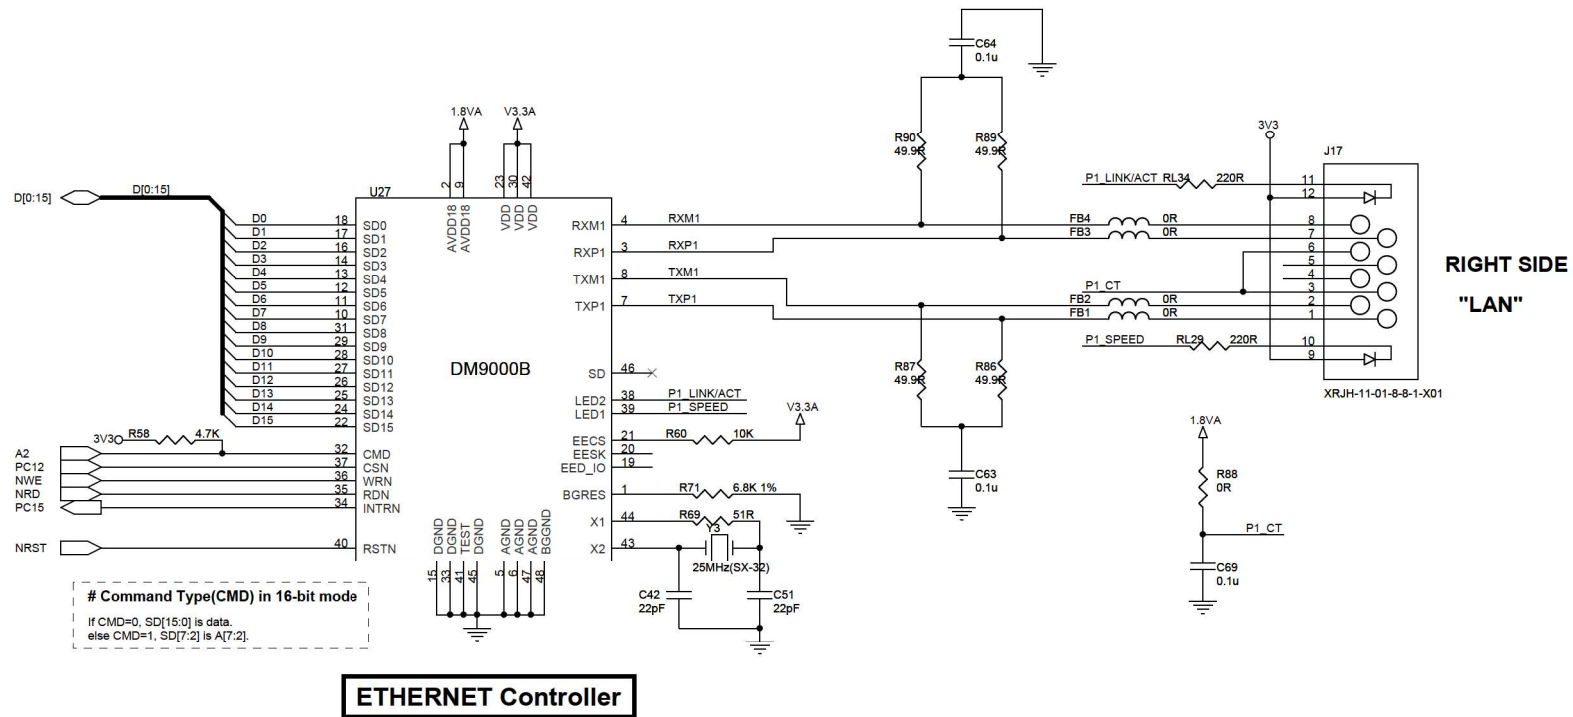 C64
0.1u
1.8VA V3.3A
R90 R89
49.9R 49.9R
3V3
J17
D[0:15] D[0:15]
U27
2 9 23 30 42
AVDD18 AVDD18 VDD VDD VDD
P1_LINK/ACT RL34 220R 11
12
D0 18 SD0
D1 17 SD1
D2 16 SD2
D3 14 SD3
D4 13 SD4
D5 12 SD5
D6 11 SD6
D7 10 SD7
D8 31 SD8
D9 29 SD9
D10 28 SD10
D11 27 SD11
D12 26 SD12
D13 25 SD13
D14 24 SD14
D15 22 SD15
RXM1 4 RXM1 FB4 0R 8
RXP1 3 RXP1 FB3 0R 7
6
5
4
TXM1 8 TXM1
P1_CT 3
TXP1 7 TXP1 FB2 0R 2
FB1 0R 1
RIGHT SIDE
"LAN"
P1_SPEED RL29 220R 10
9
DM9000B
R87 R86
49.9R 49.9R
XRJH-11-01-8-8-1-X01
SD 46
LED2 38 P1_LINK/ACT
LED1 39 P1_SPEED
V3.3A
3V3 R58 4.7K
EECS 21 R60 10K
EESK 20
EED_IO 19
A2 32 CMD
PC12 37 CSN
NWE 36 WRN
NRD 35 RDN
PC15 34 INTRN
NRST 40 RSTN
C63
0.1u
1.8VA
R88
0R
P1_CT
C69
0.1u
BGRES 1 R71 6.8K 1%
X1 44 R69 51R
Y3
X2 43
25MHz(SX-32)
DGND DGND TEST DGND AGND AGND AGND BGGND
15 33 41 45 5 6 47 48
C42 C51
22pF 22pF
# Command Type(CMD) in 16-bit mode
If CMD=0, SD[15:0] is data.
else CMD=1, SD[7:2] is A[7:2].
ETHERNET Controller